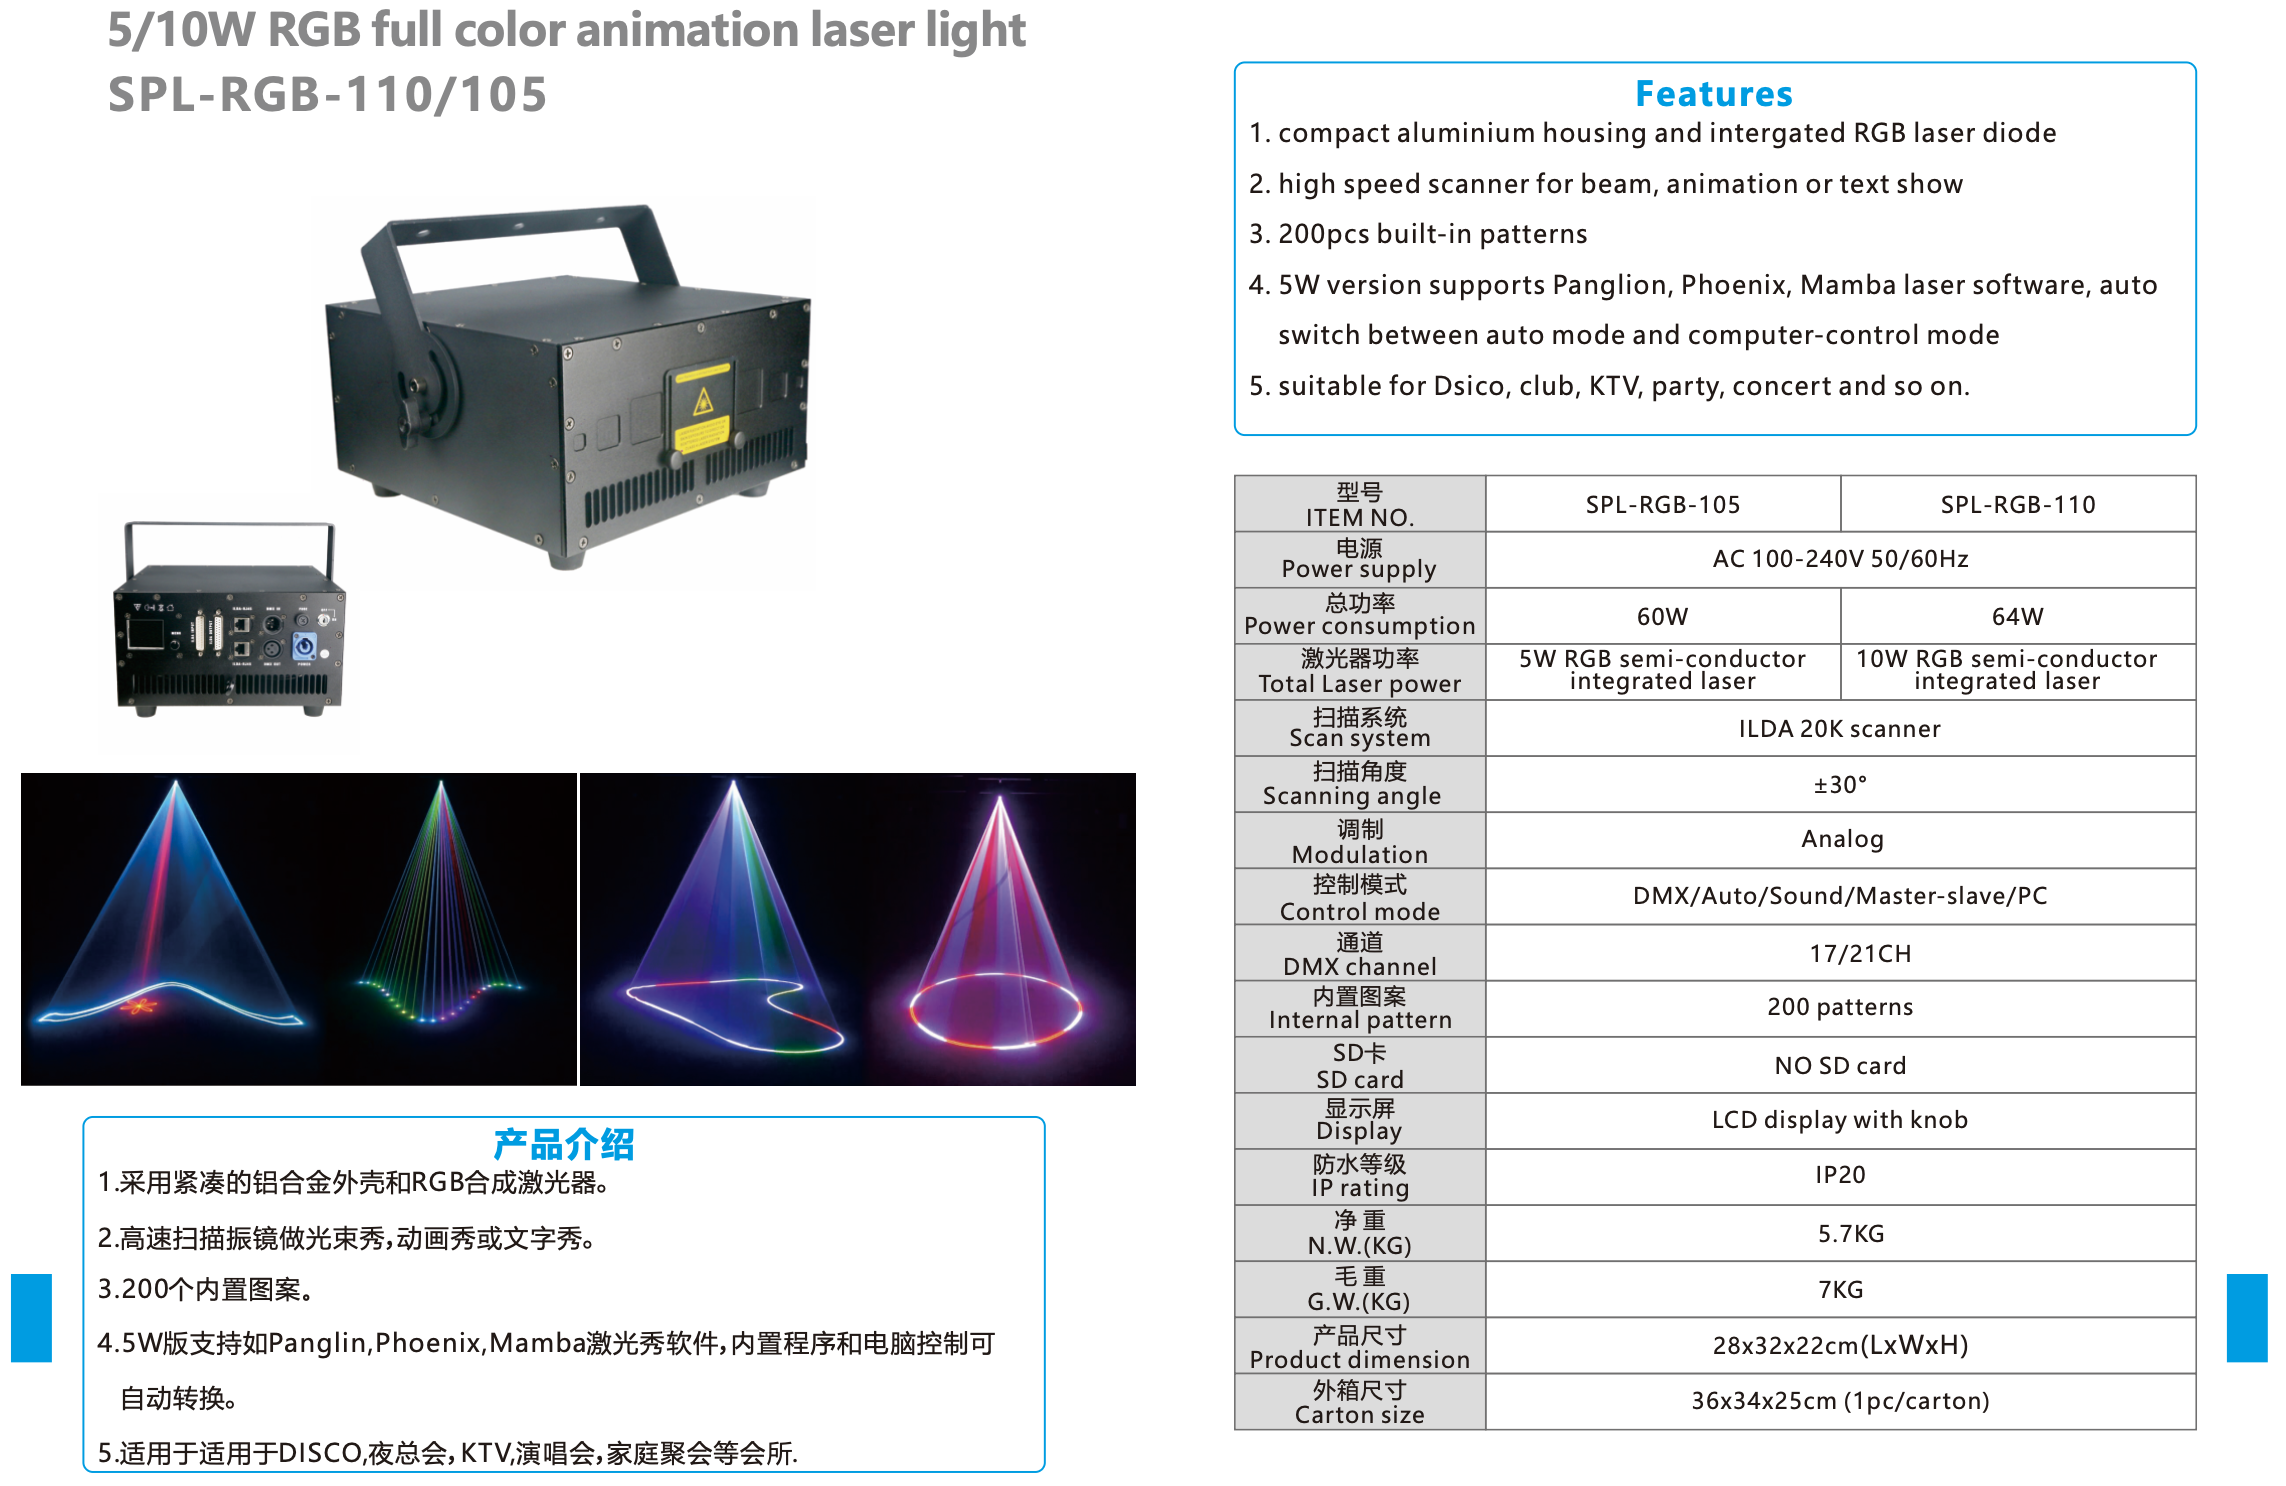 5/10W RGB full color animation laser light
SPL-RGB-110/105
产品介绍
1.采用紧凑的铝合金外壳和RGB合成激光器。
2.高速扫描振镜做光束秀，动画秀或文字秀。
3.200个内置图案。
4.5W版支持如Panglin,Phoenix,Mamba激光秀软件，内置程序和电脑控制可
自动转换。
5.适用于适用于DISCO,夜总会，KTV,演唱会，家庭聚会等会所.
Features
1. compact aluminium housing and intergated RGB laser diode
2. high speed scanner for beam, animation or text show
3. 200pcs built-in patterns
4. 5W version supports Panglion, Phoenix, Mamba laser software, auto
switch between auto mode and computer-control mode
5. suitable for Dsico, club, KTV, party, concert and so on.
型号
ITEM NO.
SPL-RGB-105
SPL-RGB-110
电源
Power supply
AC 100-240V 50/60Hz
总功率
Power consumption
60W
64W
激光器功率
Total Laser power
5W RGB semi-conductor
integrated laser
10W RGB semi-conductor
integrated laser
扫描系统
Scan system
ILDA 20K scanner
扫描角度
Scanning angle
±30°
调制
Modulation
Analog
控制模式
Control mode
DMX/Auto/Sound/Master-slave/PC
通道
DMX channel
17/21CH
内置图案
Internal pattern
200 patterns
SD卡
SD card
NO SD card
显示屏
Display
LCD display with knob
防水等级
IP rating
IP20
净 重
N.W.(KG)
5.7KG
毛 重
G.W.(KG)
7KG
产品尺寸
Product dimension
28x32x22cm(LxWxH)
外箱尺寸
Carton size
36x34x25cm (1pc/carton)